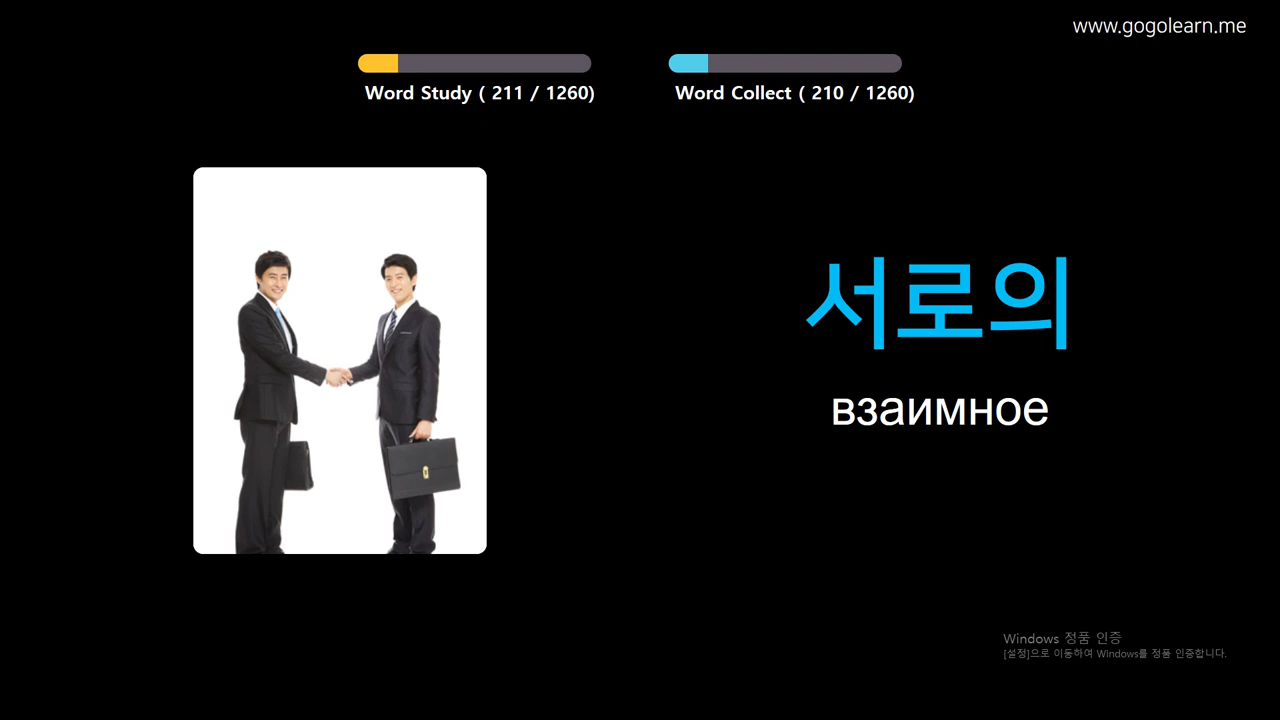 www.gogolearn.me
Word Study ( 211 / 1260)
Word Collect ( 210 / 1260)
서로의
взаимное
Windows 정품 인증
[설정]으로 이동하여 Windows를 정품 인증합니다.